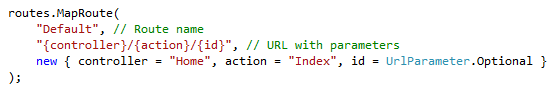 routes.MapRoute(
    "Default", // Route name
    "{controller}/{action}/{id}", // URL with parameters
    new { controller = "Home", action = "Index", id = UrlParameter.Optional }
);